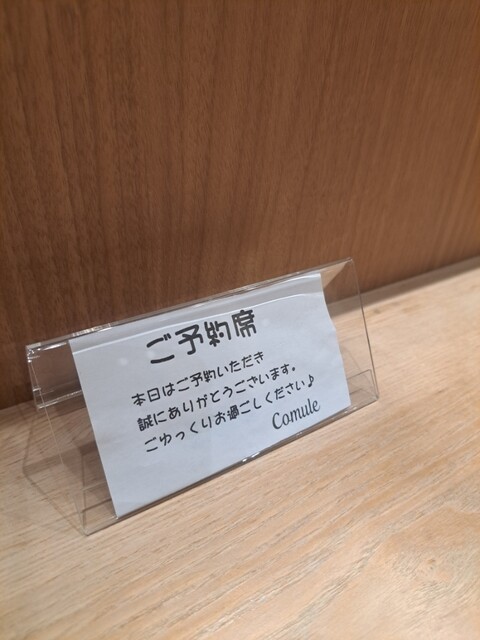 ご予約席
本日はご予約いただき
誠にありがとうございます。
ごゆっくりお過ごしください♪
Comule